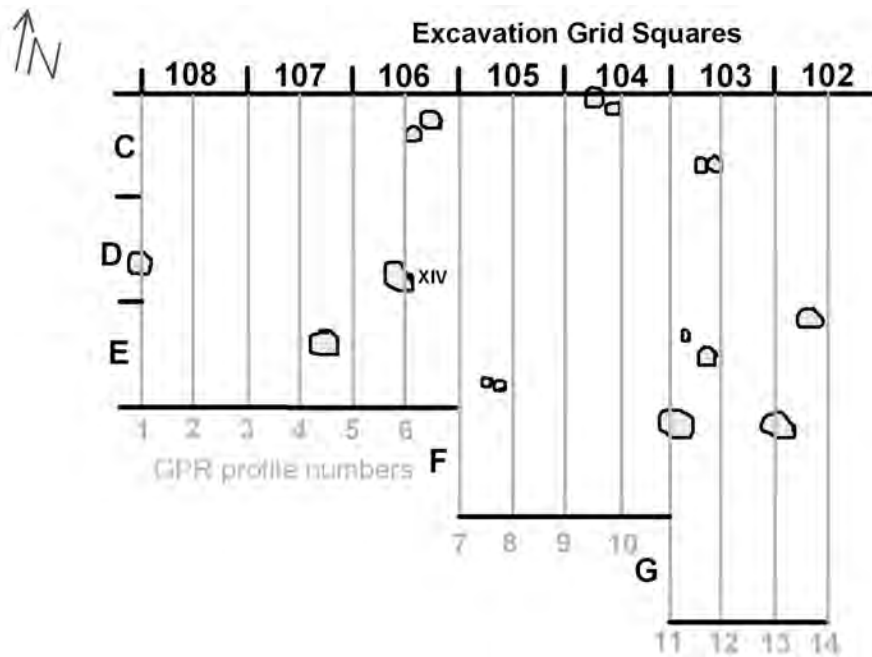 N
Excavation Grid Squares
108 107 106 105 104 103 102
C
D
XIV
E
1 2 3 4 5 6
GPR profile numbers
F
7 8 9 10
G
11 12 13 14